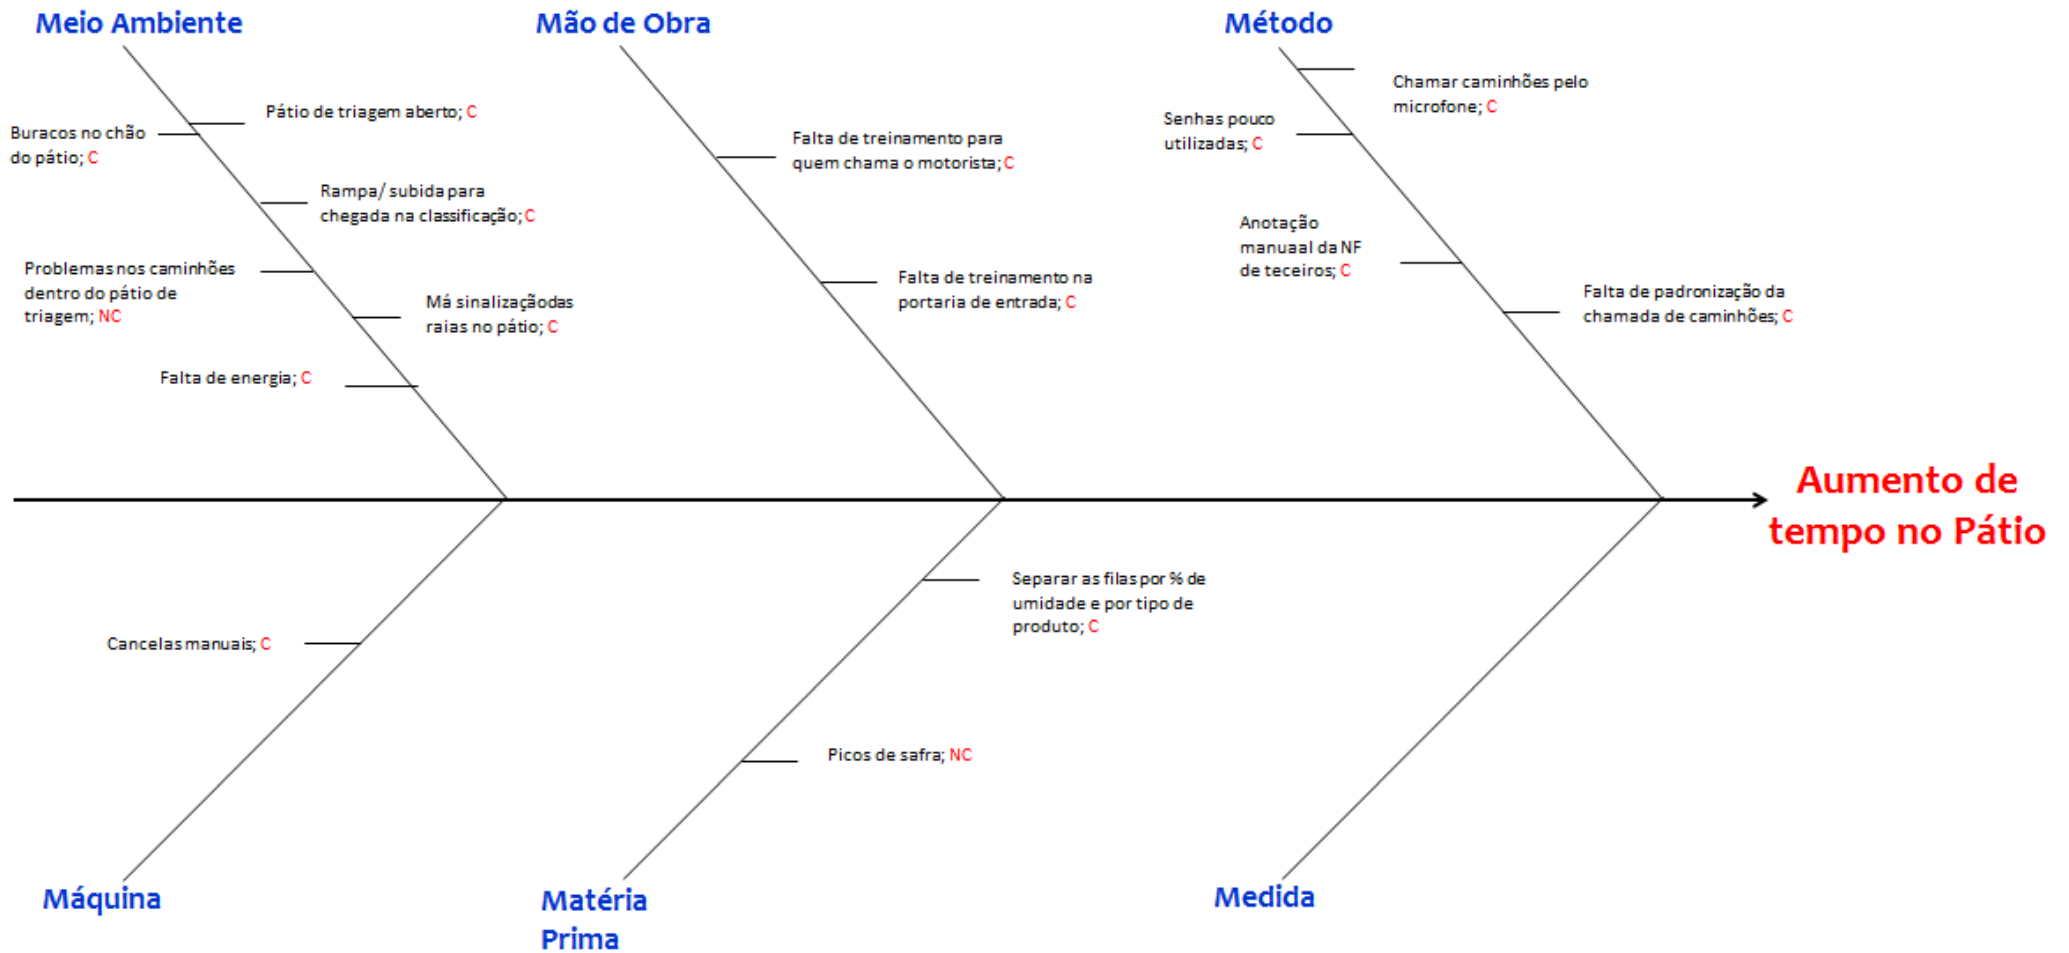 Meio Ambiente
Mão de Obra
Método
Pátio de triagem aberto; C
Buracos no chão
do pátio; C
Rampa/ subida para
chegada na classificação; C
Problemas nos caminhões
dentro do pátio de
triagem; NC
Má sinalizaçãodas
raias no pátio; C
Falta de energia; C
Falta de treinamento para
quem chama o motorista; C
Falta de treinamento na
portaria de entrada; C
Chamar caminhões pelo
microfone; C
Senhas pouco
utilizadas; C
Anotação
manuaal da NF
de teceiros; C
Falta de padronização da
chamada de caminhões; C
Aumento de
tempo no Pátio
Cancelas manuais; C
Separar as filas por % de
umidade e por tipo de
produto; C
Picos de safra; NC
Máquina
Matéria
Prima
Medida